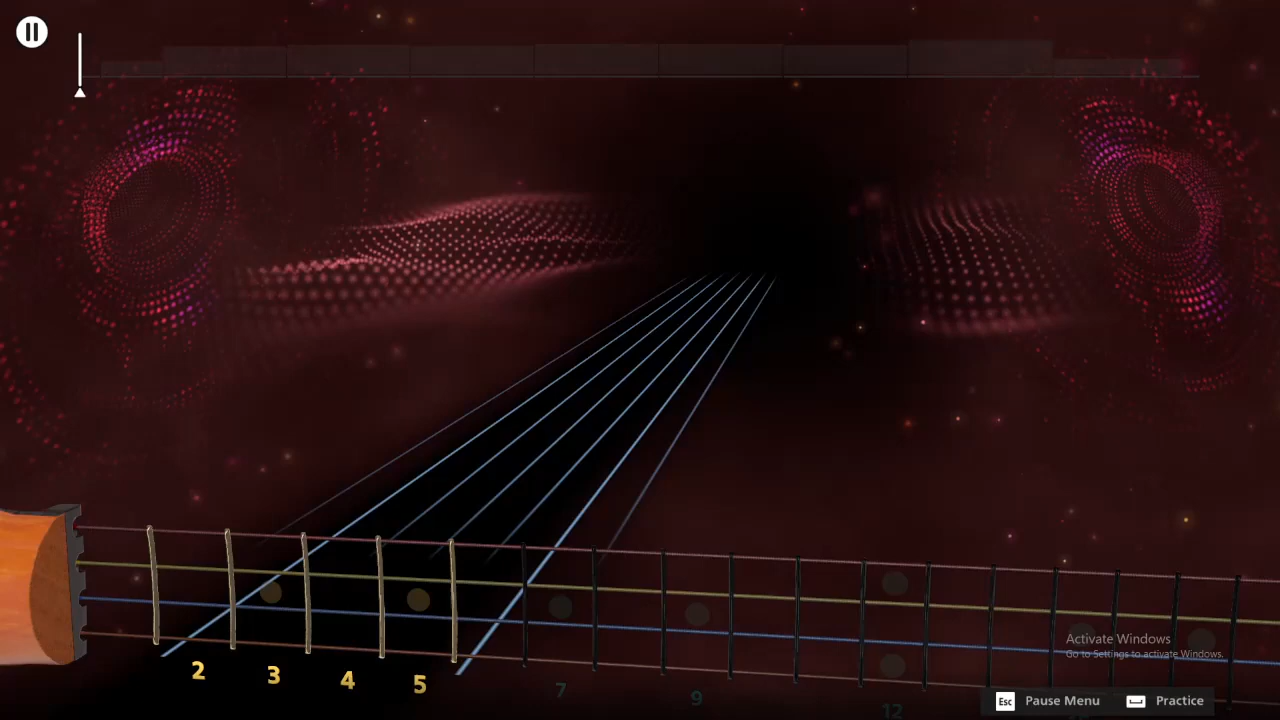 2 3 4 5 7 9 12
Activate Windows
Go to Settings to activate Windows.
Esc Pause Menu Practice